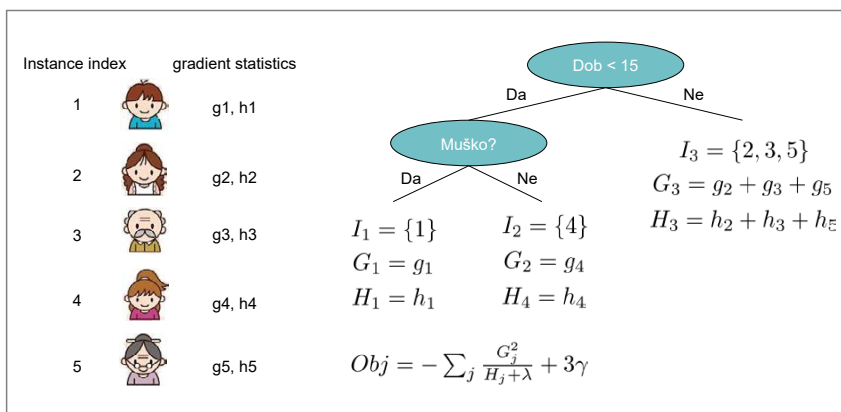 Instance index gradient statistics
1 g1, h1
2 g2, h2
3 g3, h3
4 g4, h4
5 g5, h5
Dob < 15
Da Ne
Muško?
Da Ne
I_1 = {1}
G_1 = g_1
H_1 = h_1
I_2 = {4}
G_2 = g_4
H_4 = h_4
I_3 = {2, 3, 5}
G_3 = g_2 + g_3 + g_5
H_3 = h_2 + h_3 + h_5
Obj = -\sum_j \frac{G_j^2}{H_j+λ} + 3γ